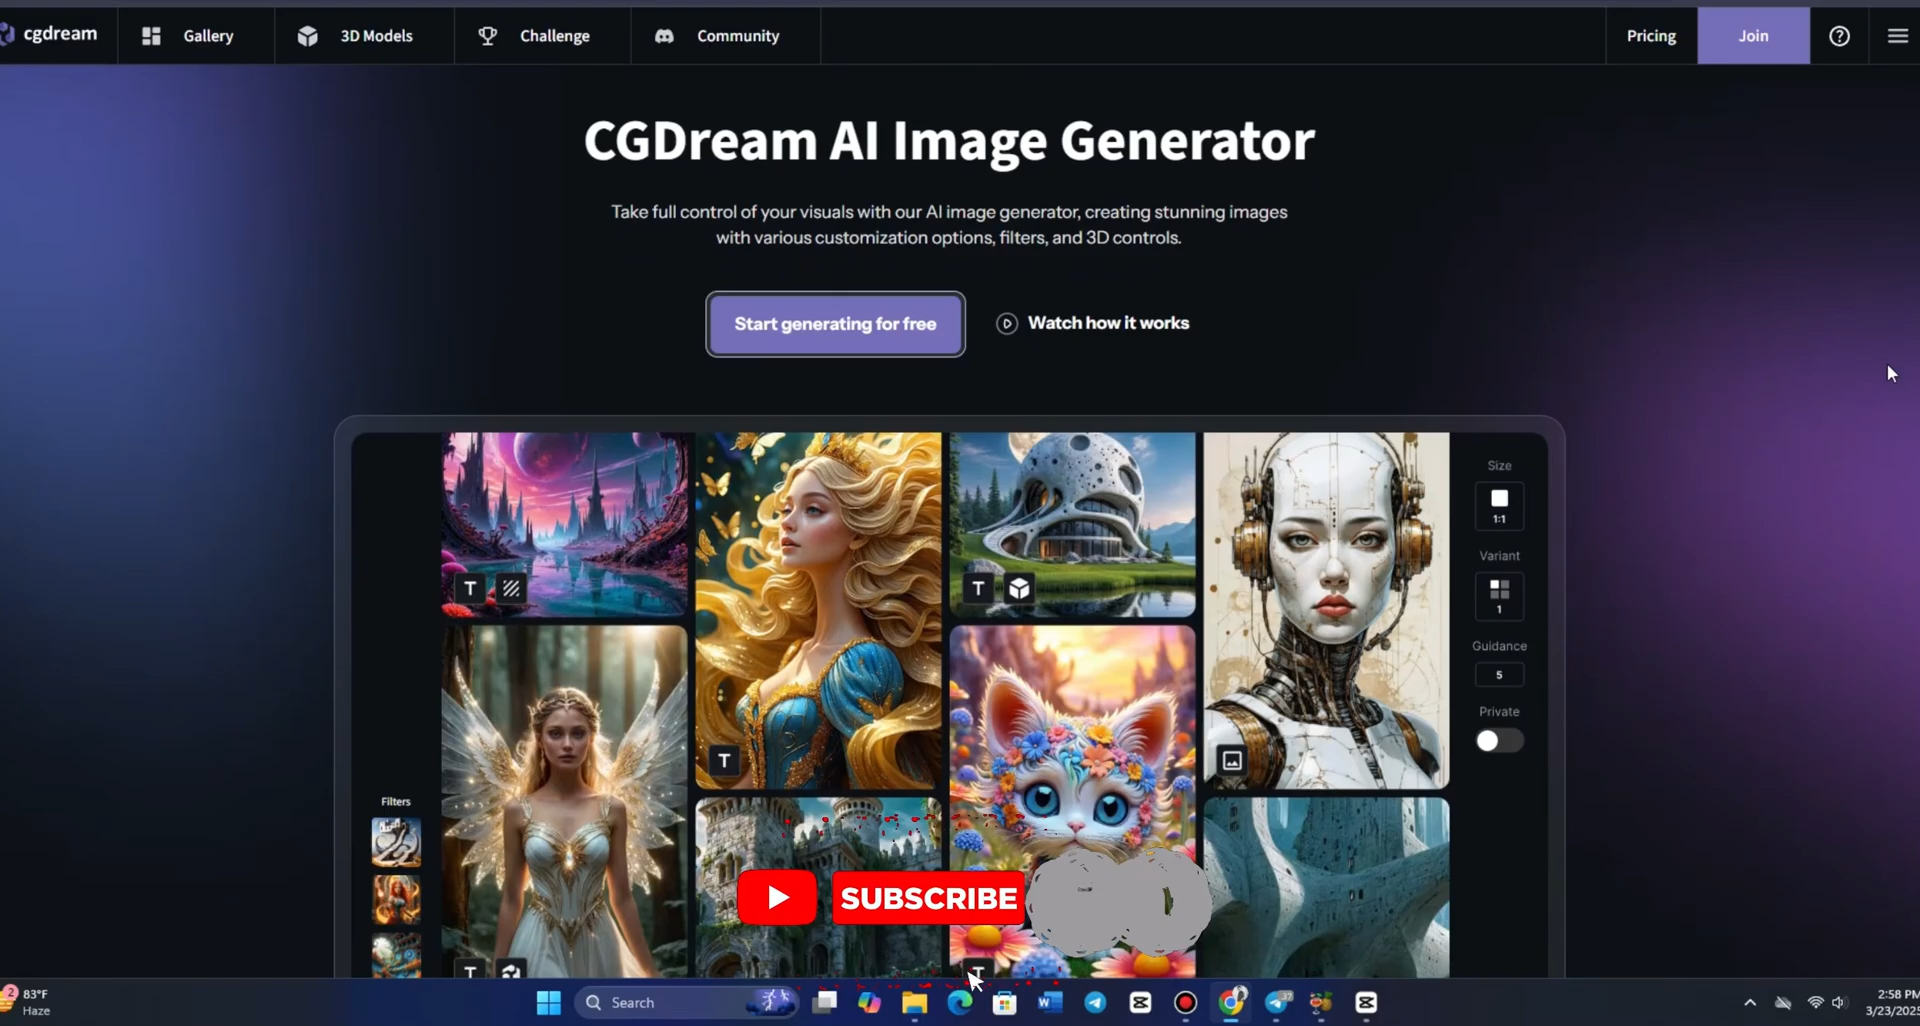 cgdream
Gallery
3D Models
Challenge
Community
Pricing
Join
CGDream AI Image Generator
Take full control of your visuals with our AI image generator, creating stunning images
with various customization options, filters, and 3D controls.
Start generating for free
Watch how it works
Size
1:1
Variant
1
Guidance
5
Private
T
T
T
Filters
SUBSCRIBE
T
T
2
83°F
Haze
Search
37
2:58 PM
3/23/202